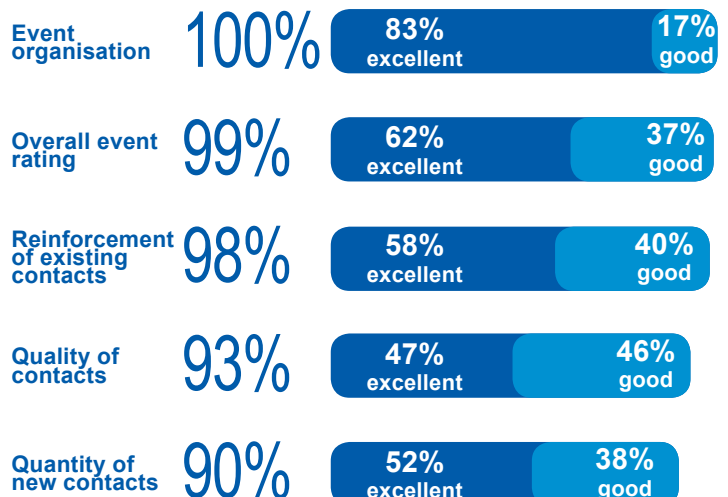 Event
organisation
100%
83%
excellent
17%
good
Overall event
rating
99%
62%
excellent
37%
good
Reinforcement
of existing
contacts
98%
58%
excellent
40%
good
Quality of
contacts
93%
47%
excellent
46%
good
Quantity of
new contacts
90%
52%
excellent
38%
good